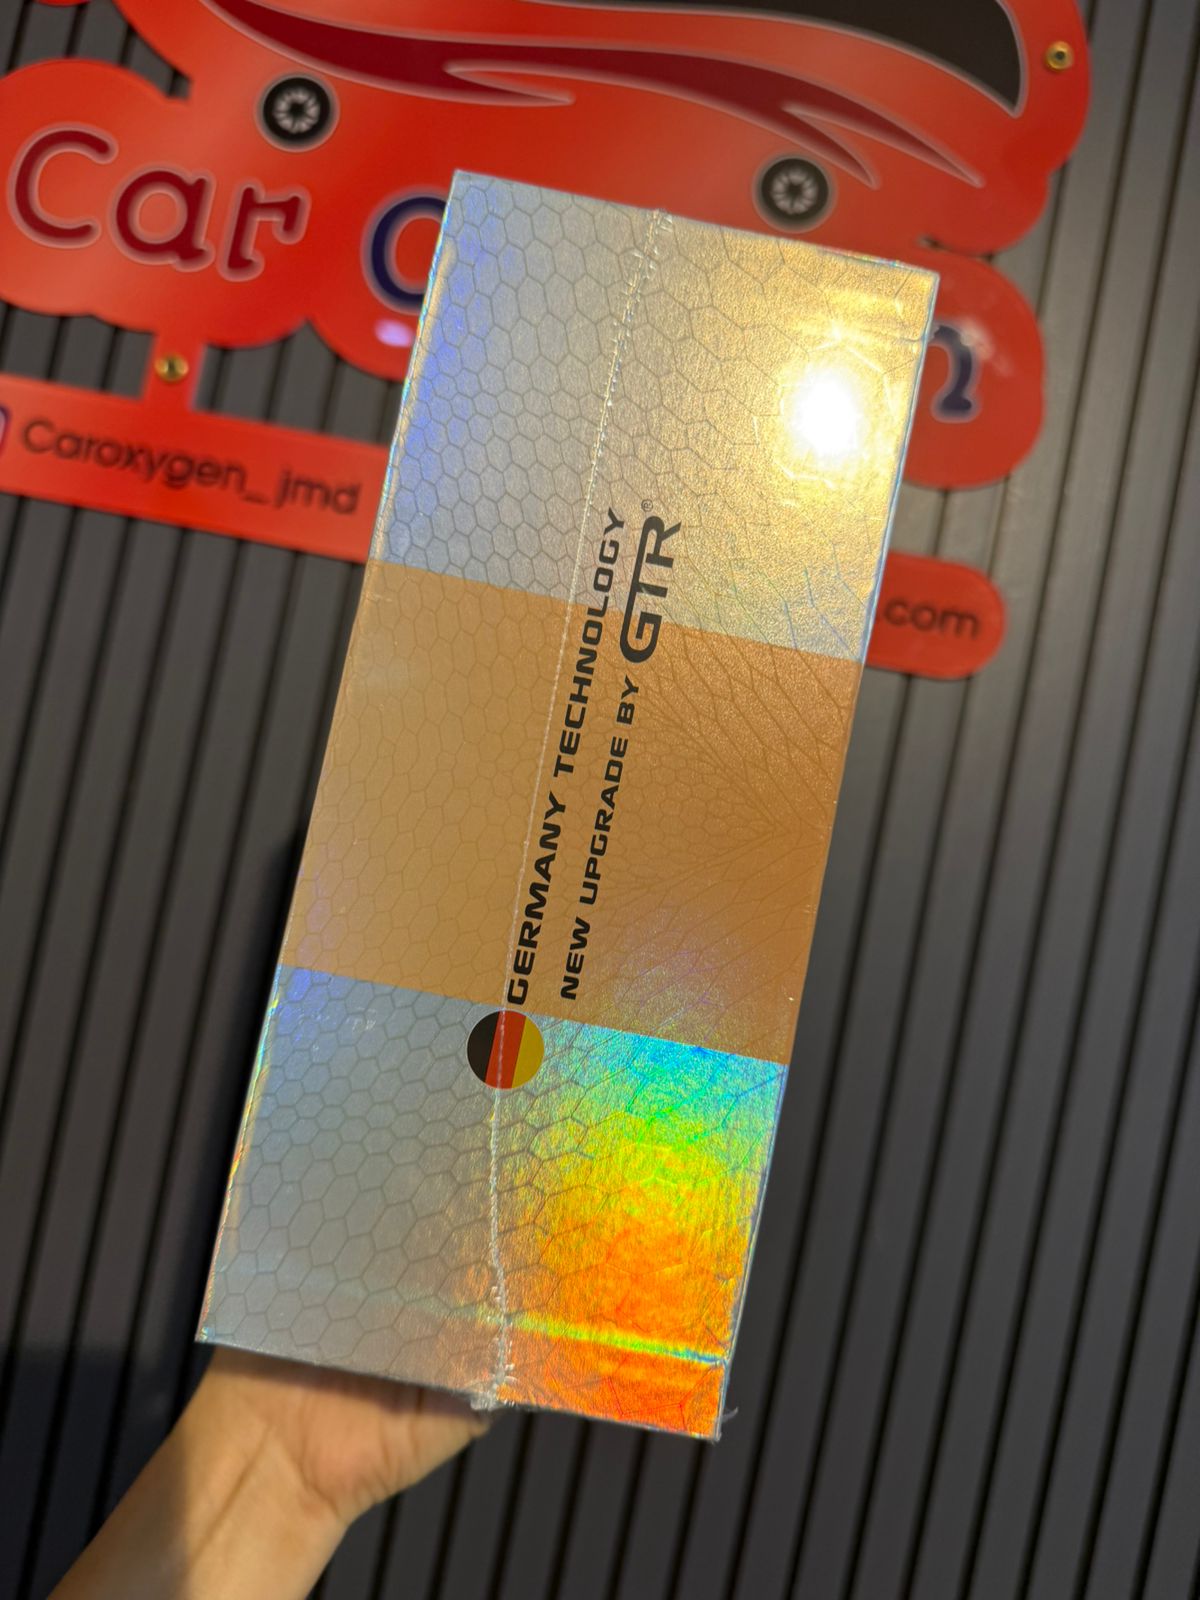 Car
n
Caroxygen_jmd
.com
GERMANY TECHNOLOGY
NEW UPGRADE BY GTR®